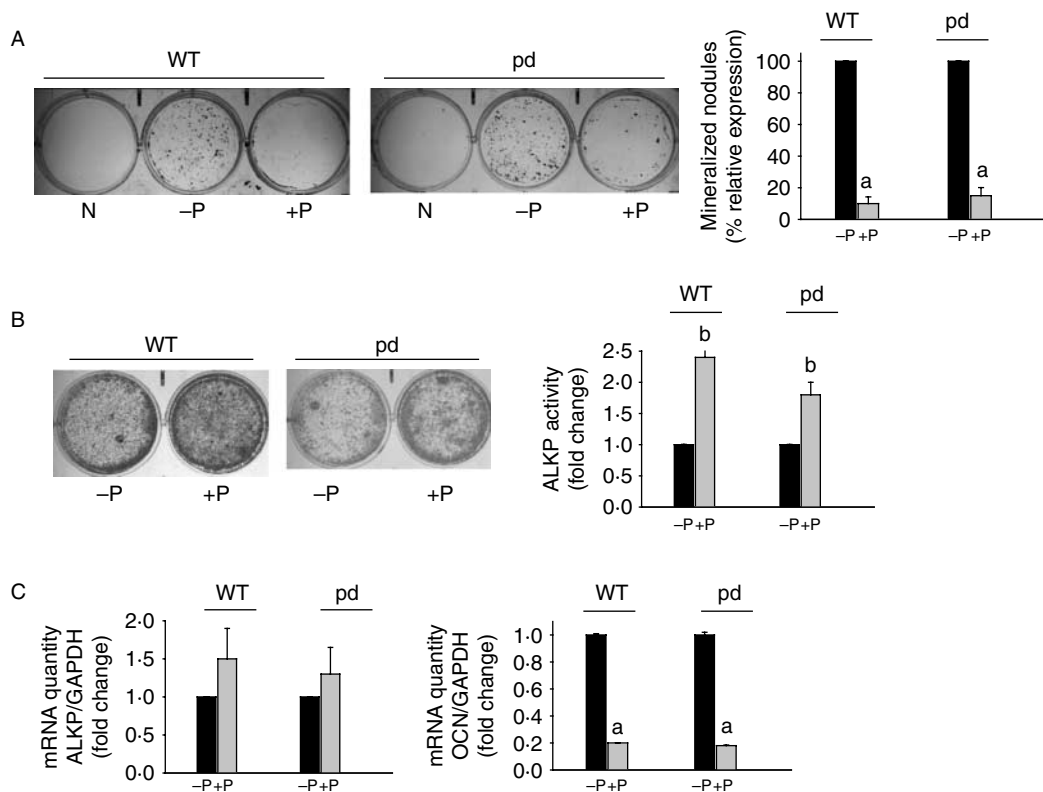 A
WT
pd
N
–P
+P
N
–P
+P
Mineralized nodules
(% relative expression)
WT
pd
100
80
60
40
20
0
a
a
–P+P
–P+P
B
WT
pd
–P
+P
–P
+P
ALKP activity
(fold change)
WT
pd
2·5
2·0
1·0
0·5
0·0
b
b
–P+P
–P+P
C
mRNA quantity
ALKP/GAPDH
(fold change)
WT
pd
2·0
1·5
1·0
0·5
0·0
–P+P
–P+P
mRNA quantity
OCN/GAPDH
(fold change)
WT
pd
1·0
0·8
0·6
0·4
0·2
0·0
a
a
–P+P
–P+P